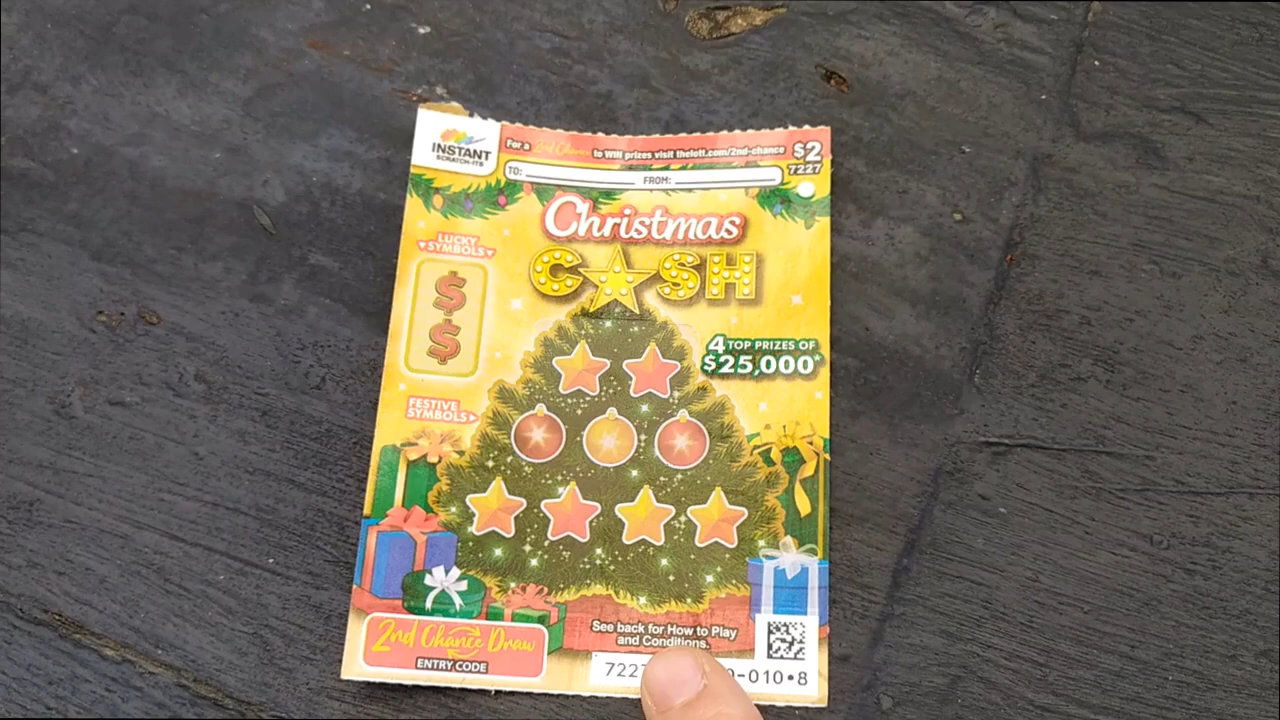 INSTANT
SCRATCH-ITS
For a 2nd Chance to WIN prizes visit thelott.com/2nd-chance
$2
7227
TO: FROM:
Christmas
CASH
LUCKY
SYMBOLS
$
$
4 TOP PRIZES OF
$25,000*
FESTIVE
SYMBOLS
2nd Chance Draw
ENTRY CODE
See back for How to Play
and Conditions.
722 -010•8